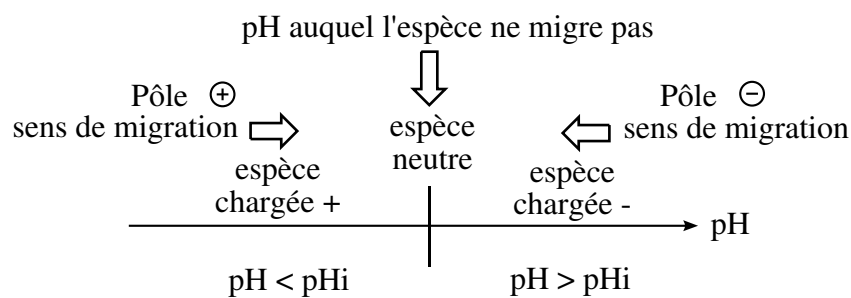 pH auquel l'espèce ne migre pas
Pôle ⊕
sens de migration
espèce
neutre
Pôle ⊖
sens de migration
espèce
chargée +
espèce
chargée -
pH
pH < pHi
pH > pHi